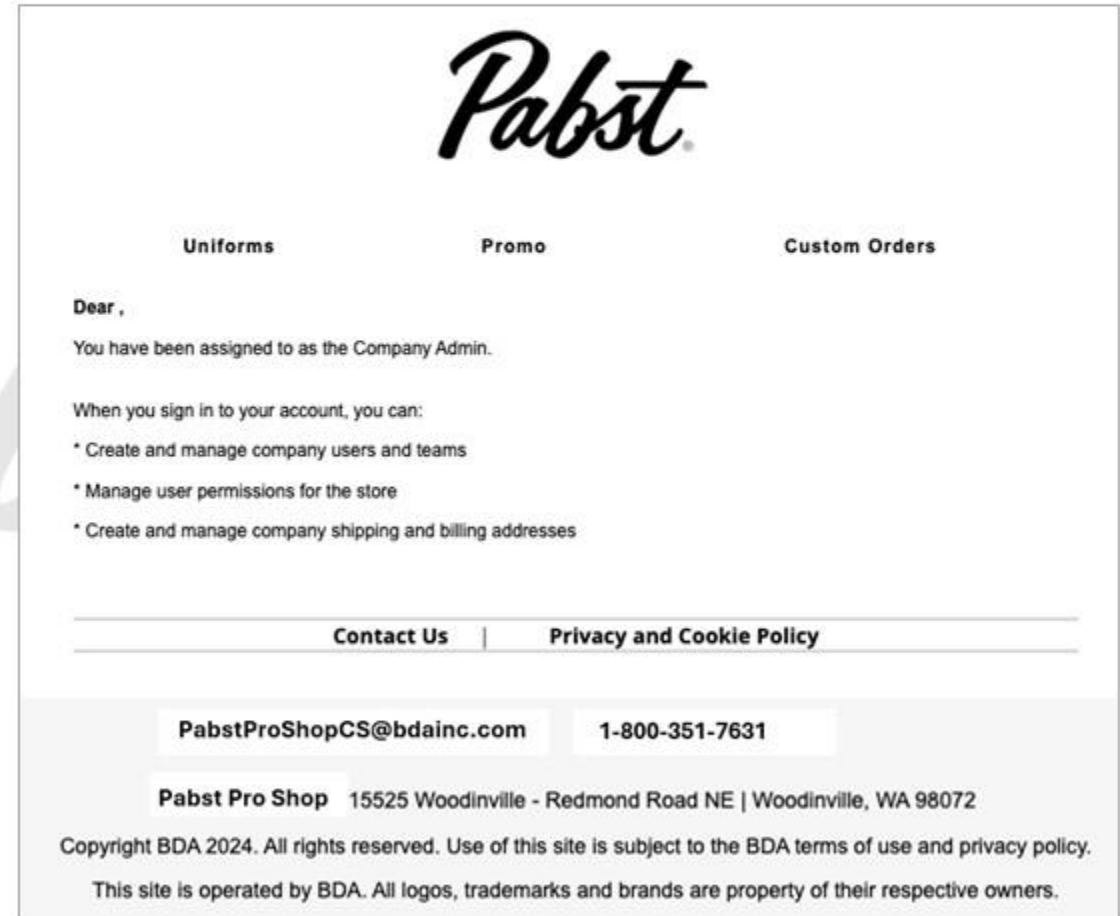 Pabst
Uniforms Promo Custom Orders
Dear ,
You have been assigned to as the Company Admin.
When you sign in to your account, you can:
* Create and manage company users and teams
* Manage user permissions for the store
* Create and manage company shipping and billing addresses
Contact Us | Privacy and Cookie Policy
PabstProShopCS@bdainc.com 1-800-351-7631
Pabst Pro Shop 15525 Woodinville - Redmond Road NE | Woodinville, WA 98072
Copyright BDA 2024. All rights reserved. Use of this site is subject to the BDA terms of use and privacy policy.
This site is operated by BDA. All logos, trademarks and brands are property of their respective owners.